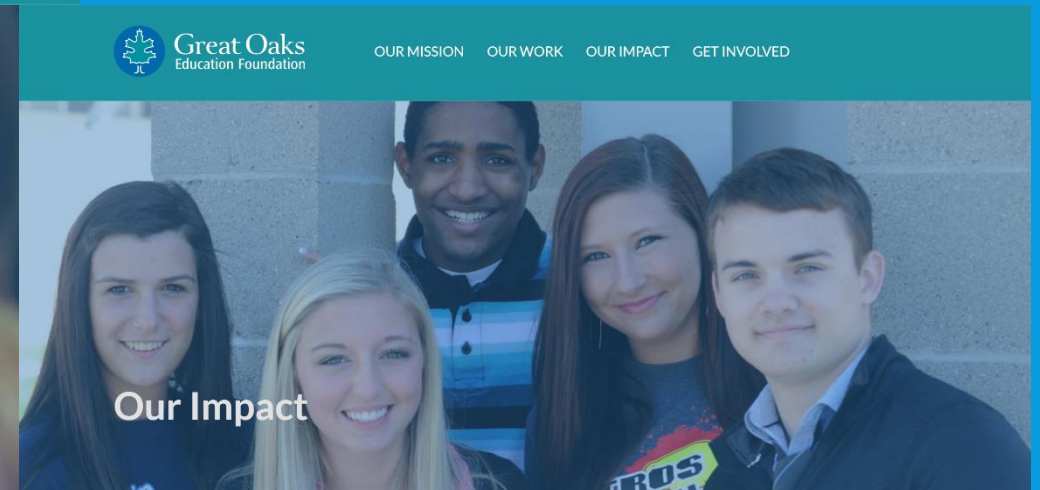 Great Oaks
Education Foundation
OUR MISSION OUR WORK OUR IMPACT GET INVOLVED
Our Impact